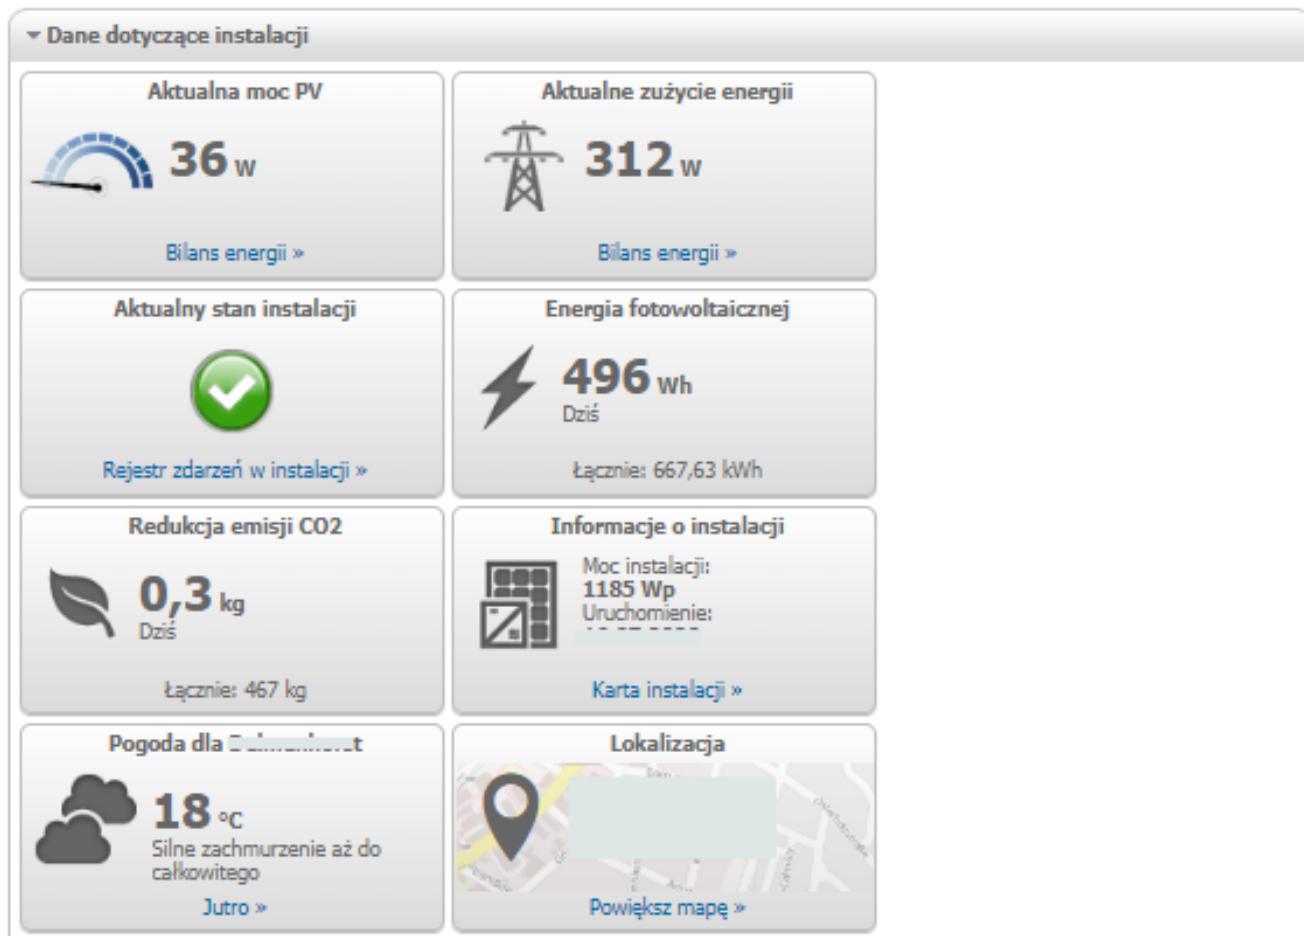 Dane dotyczące instalacji
Aktualna moc PV
36 W
Bilans energii »
Aktualne zużycie energii
312 W
Bilans energii »
Aktualny stan instalacji
Rejestr zdarzeń w instalacji »
Energia fotowoltaicznej
496 Wh
Dziś
Łącznie: 667,63 kWh
Redukcja emisji CO2
0,3 kg
Dziś
Łącznie: 467 kg
Informacje o instalacji
Moc instalacji:
1185 Wp
Uruchomienie:
Karta instalacji »
Pogoda dla
18 °C
Silne zachmurzenie aż do
całkowitego
Jutro »
Lokalizacja
Powiększ mapę »